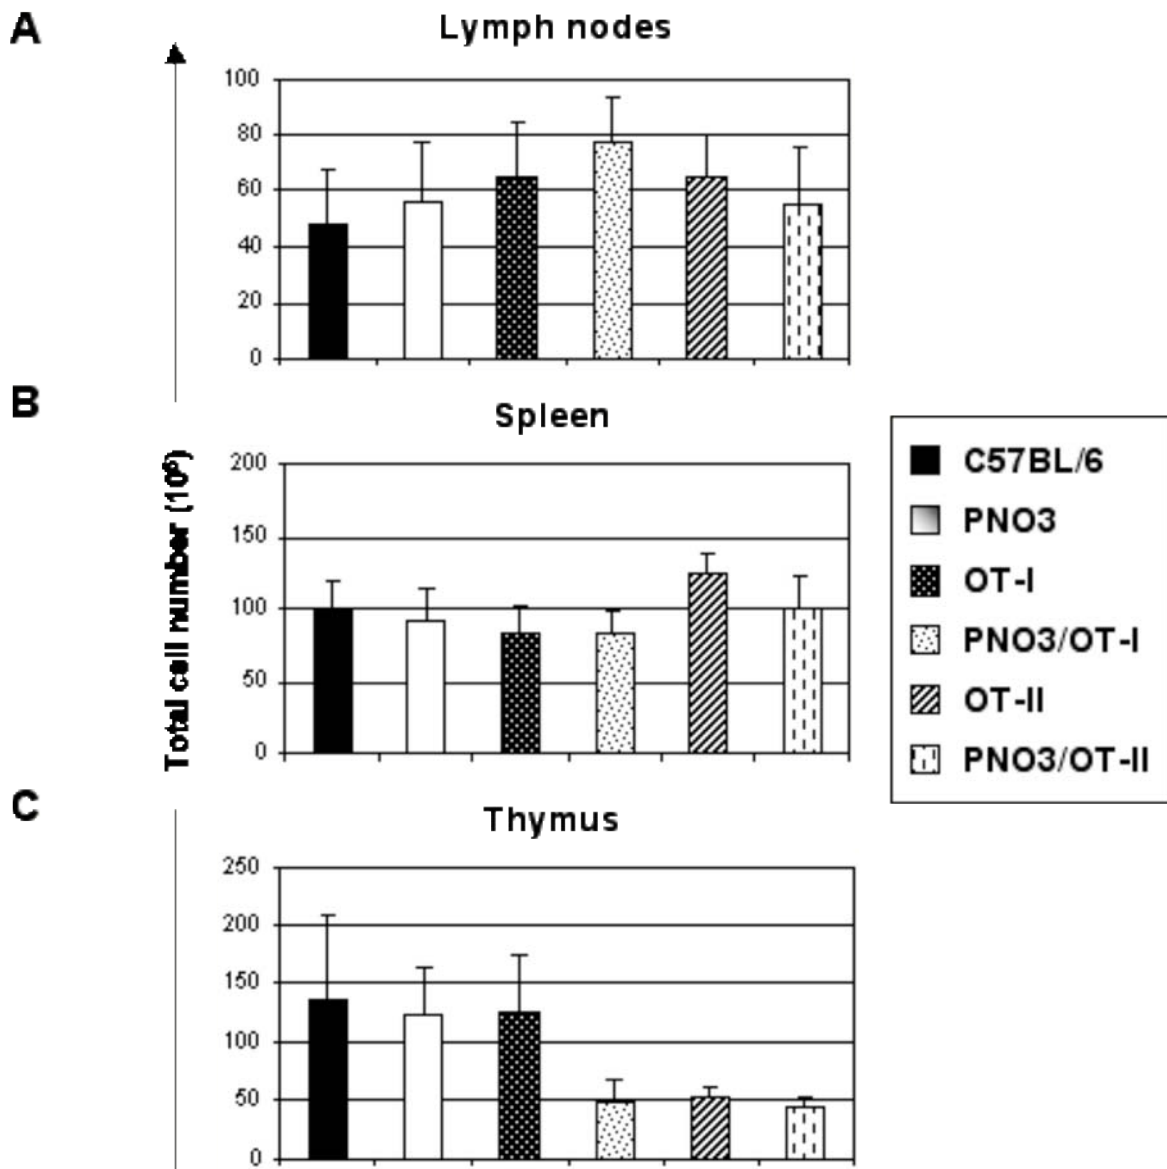 A
Lymph nodes
100
80
60
40
20
0
B
Spleen
Total cell number (10⁶)
200
150
100
50
0
C57BL/6
PNO3
OT-I
PNO3/OT-I
OT-II
PNO3/OT-II
C
Thymus
250
200
150
100
50
0